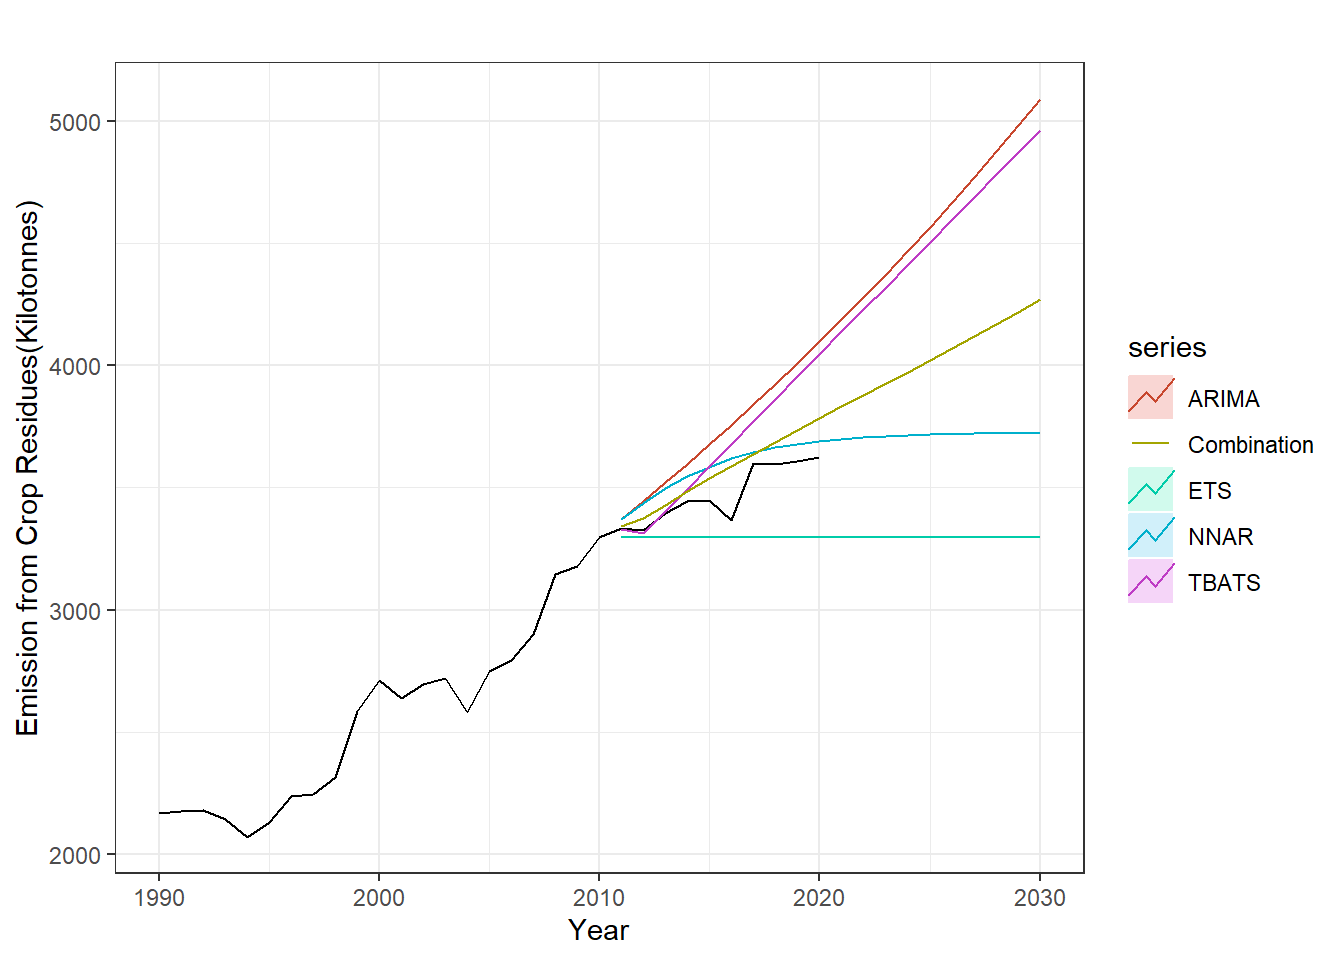 5000
4000
3000
2000
Emission from Crop Residues(Kilotonnes)
1990 2000 2010 2020 2030
Year
series
ARIMA
Combination
ETS
NNAR
TBATS